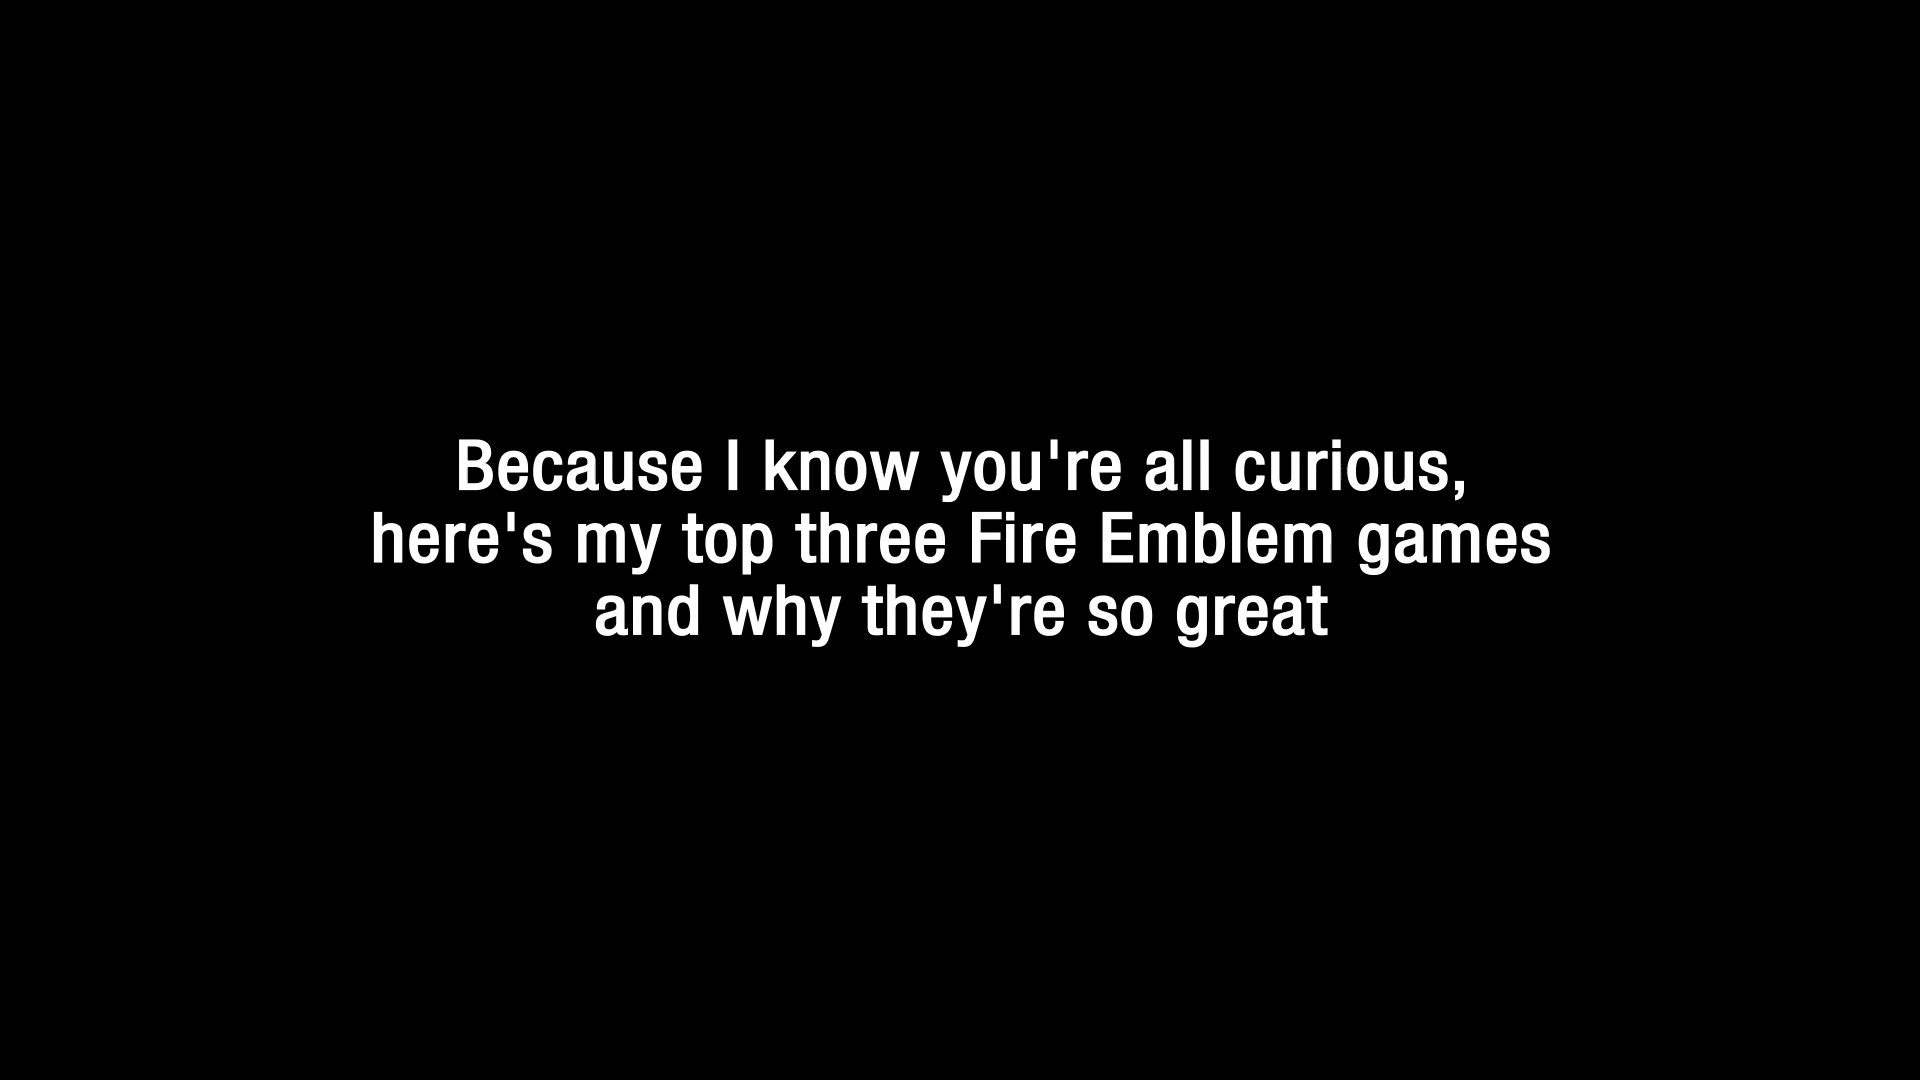 Because I know you're all curious,
here's my top three Fire Emblem games
and why they're so great